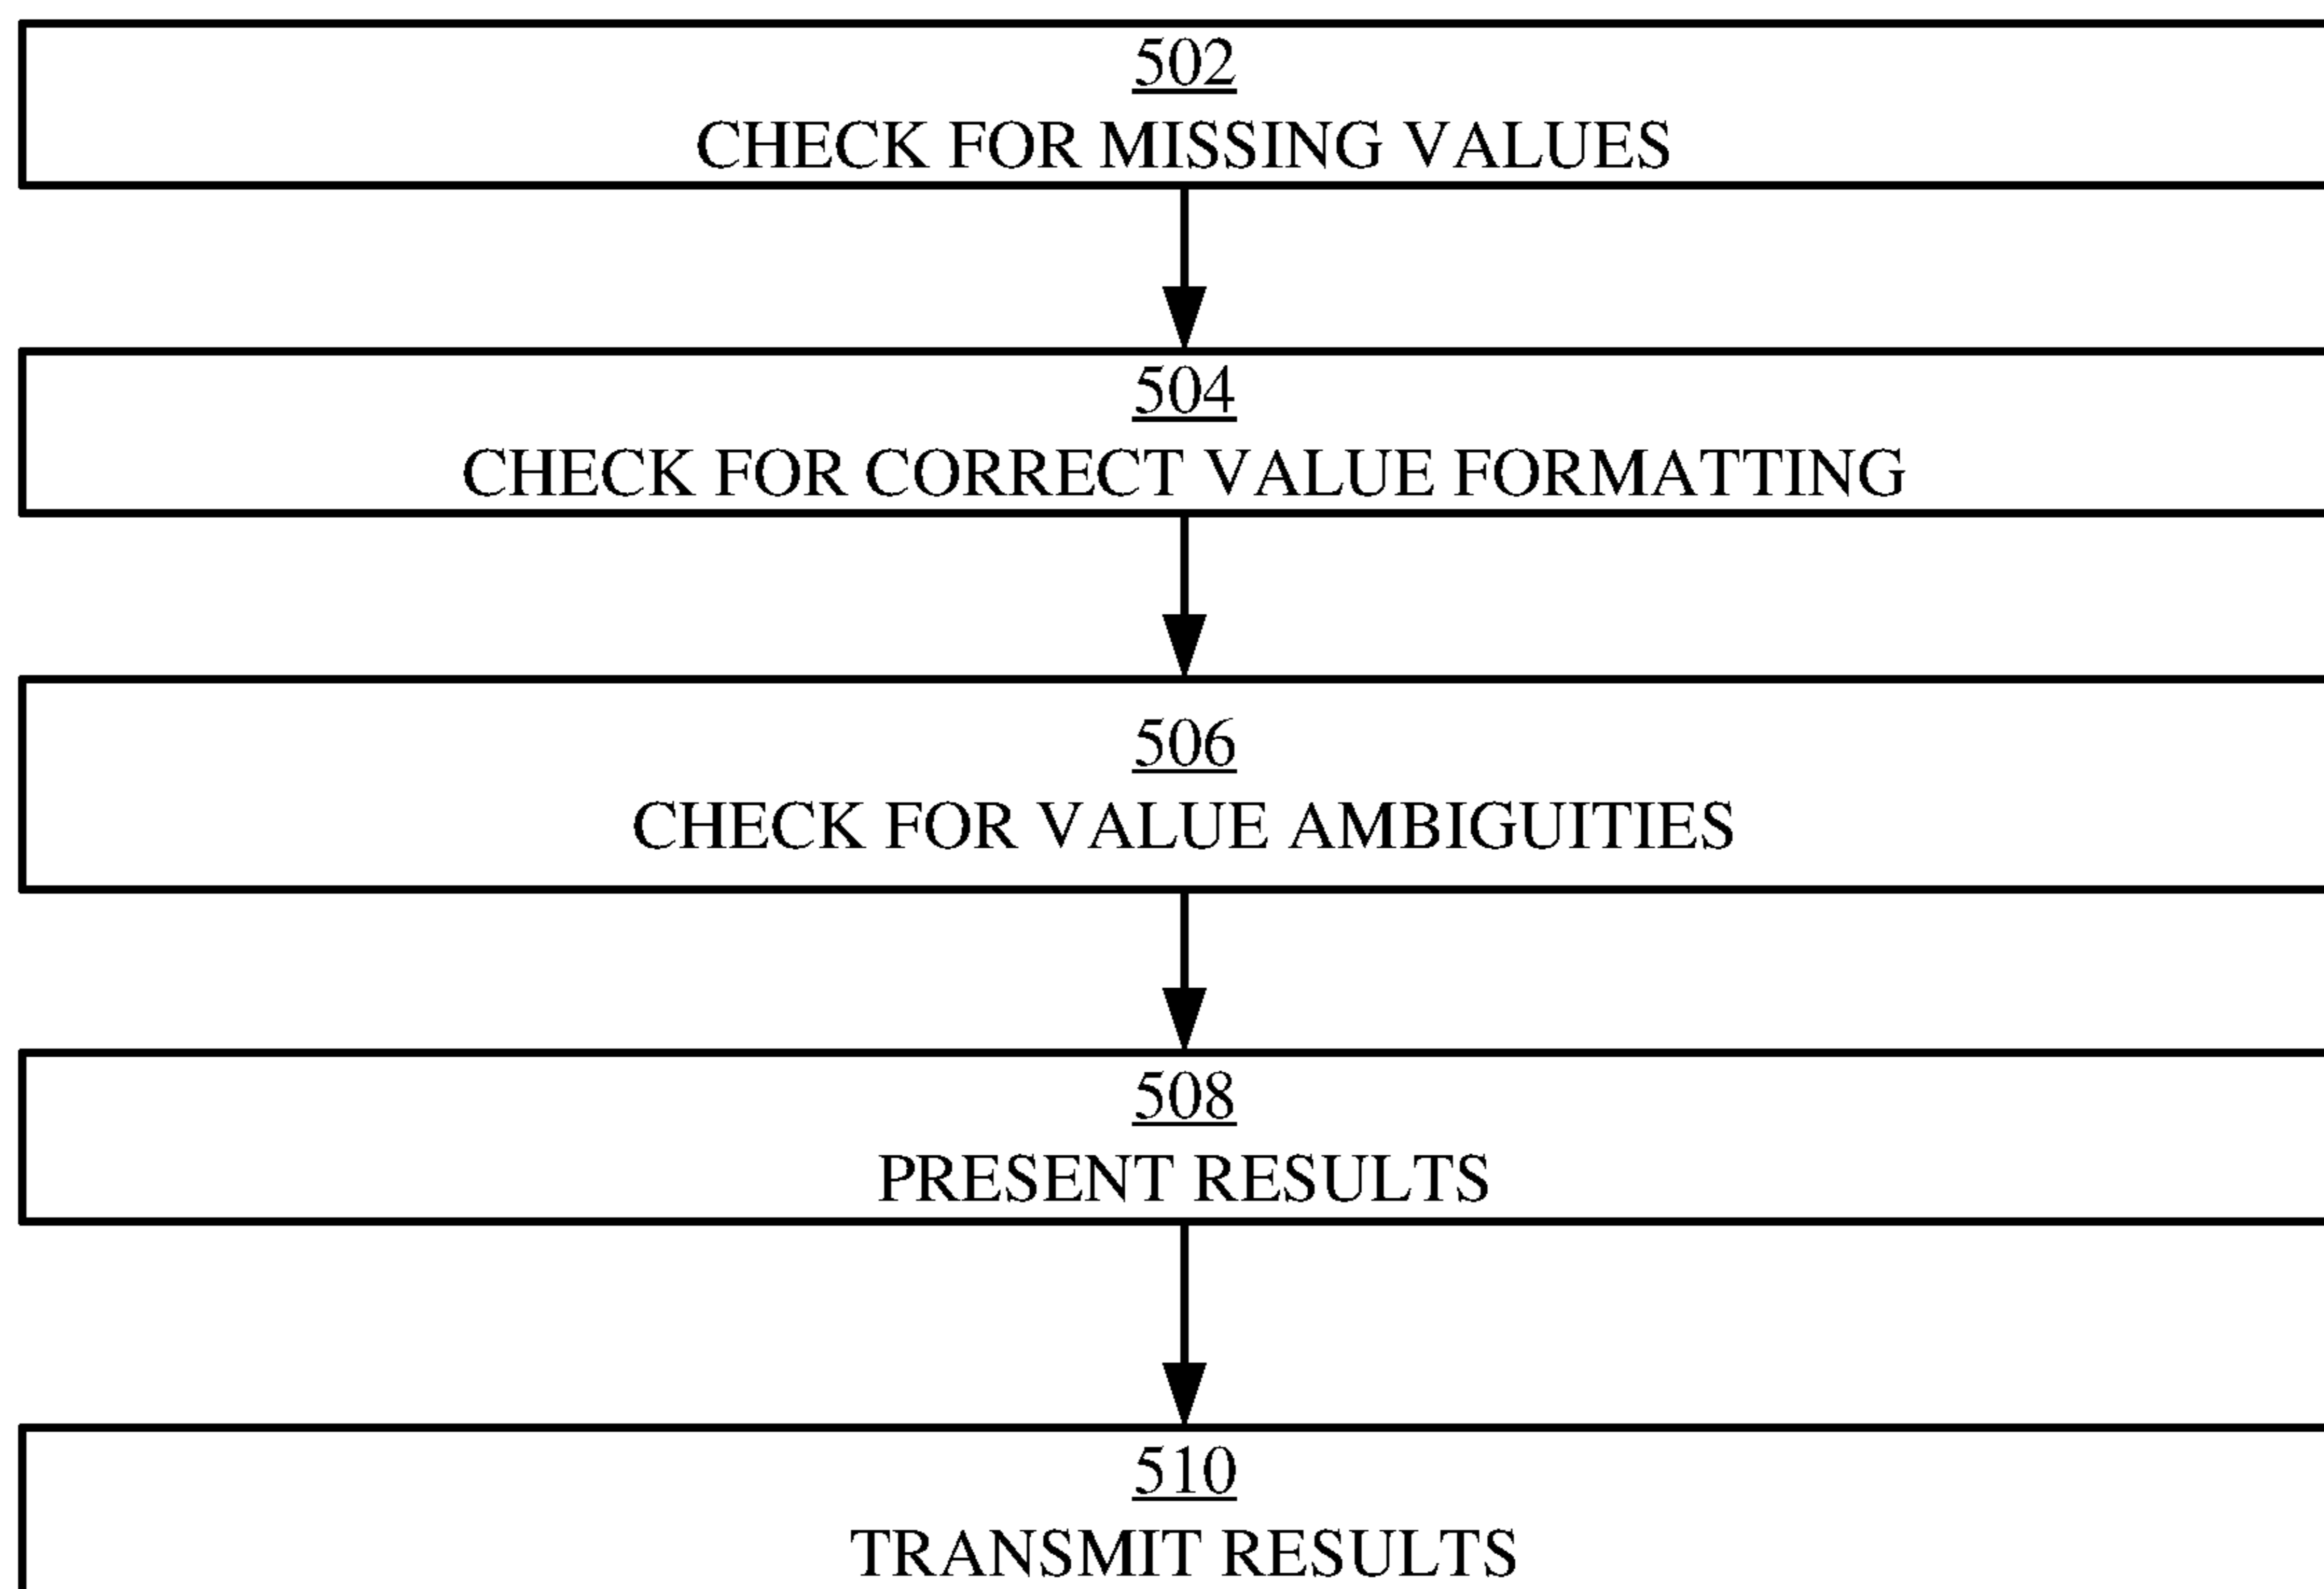 502
CHECK FOR MISSING VALUES
504
CHECK FOR CORRECT VALUE FORMATTING
506
CHECK FOR VALUE AMBIGUITIES
508
PRESENT RESULTS
510
TRANSMIT RESULTS